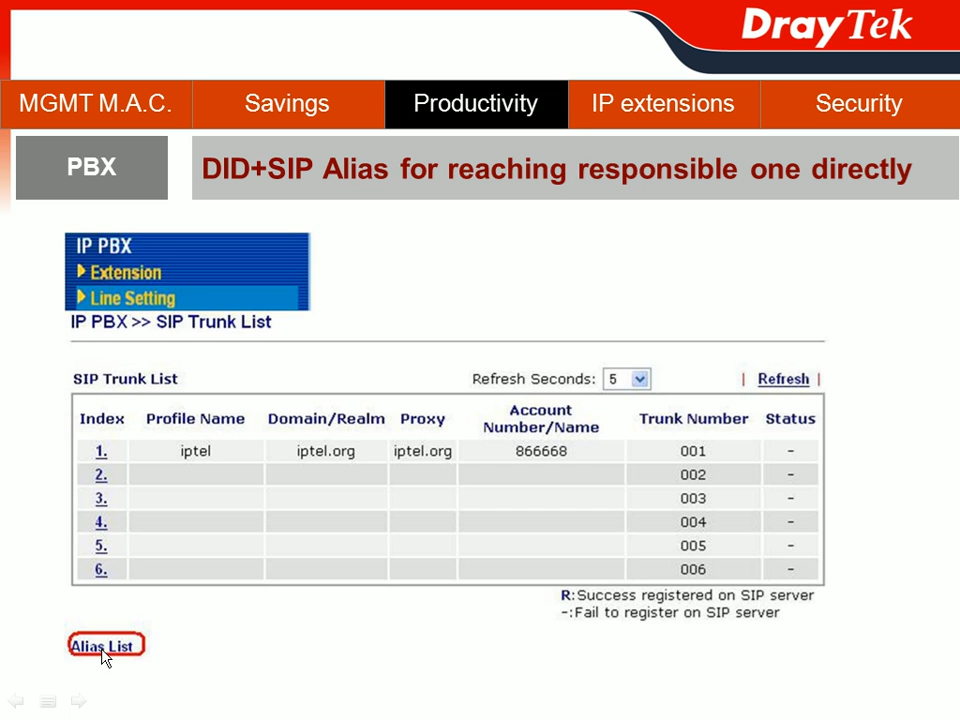 DrayTek
MGMT M.A.C. Savings Productivity IP extensions Security
PBX
DID+SIP Alias for reaching responsible one directly
IP PBX
Extension
Line Setting
IP PBX >> SIP Trunk List
SIP Trunk List Refresh Seconds: 5 | Refresh |
Index Profile Name Domain/Realm Proxy Account Number/Name Trunk Number Status
1. iptel iptel.org iptel.org 866668 001 -
2. 002 -
3. 003 -
4. 004 -
5. 005 -
6. 006 -
R:Success registered on SIP server
-:Fail to register on SIP server
Alias List